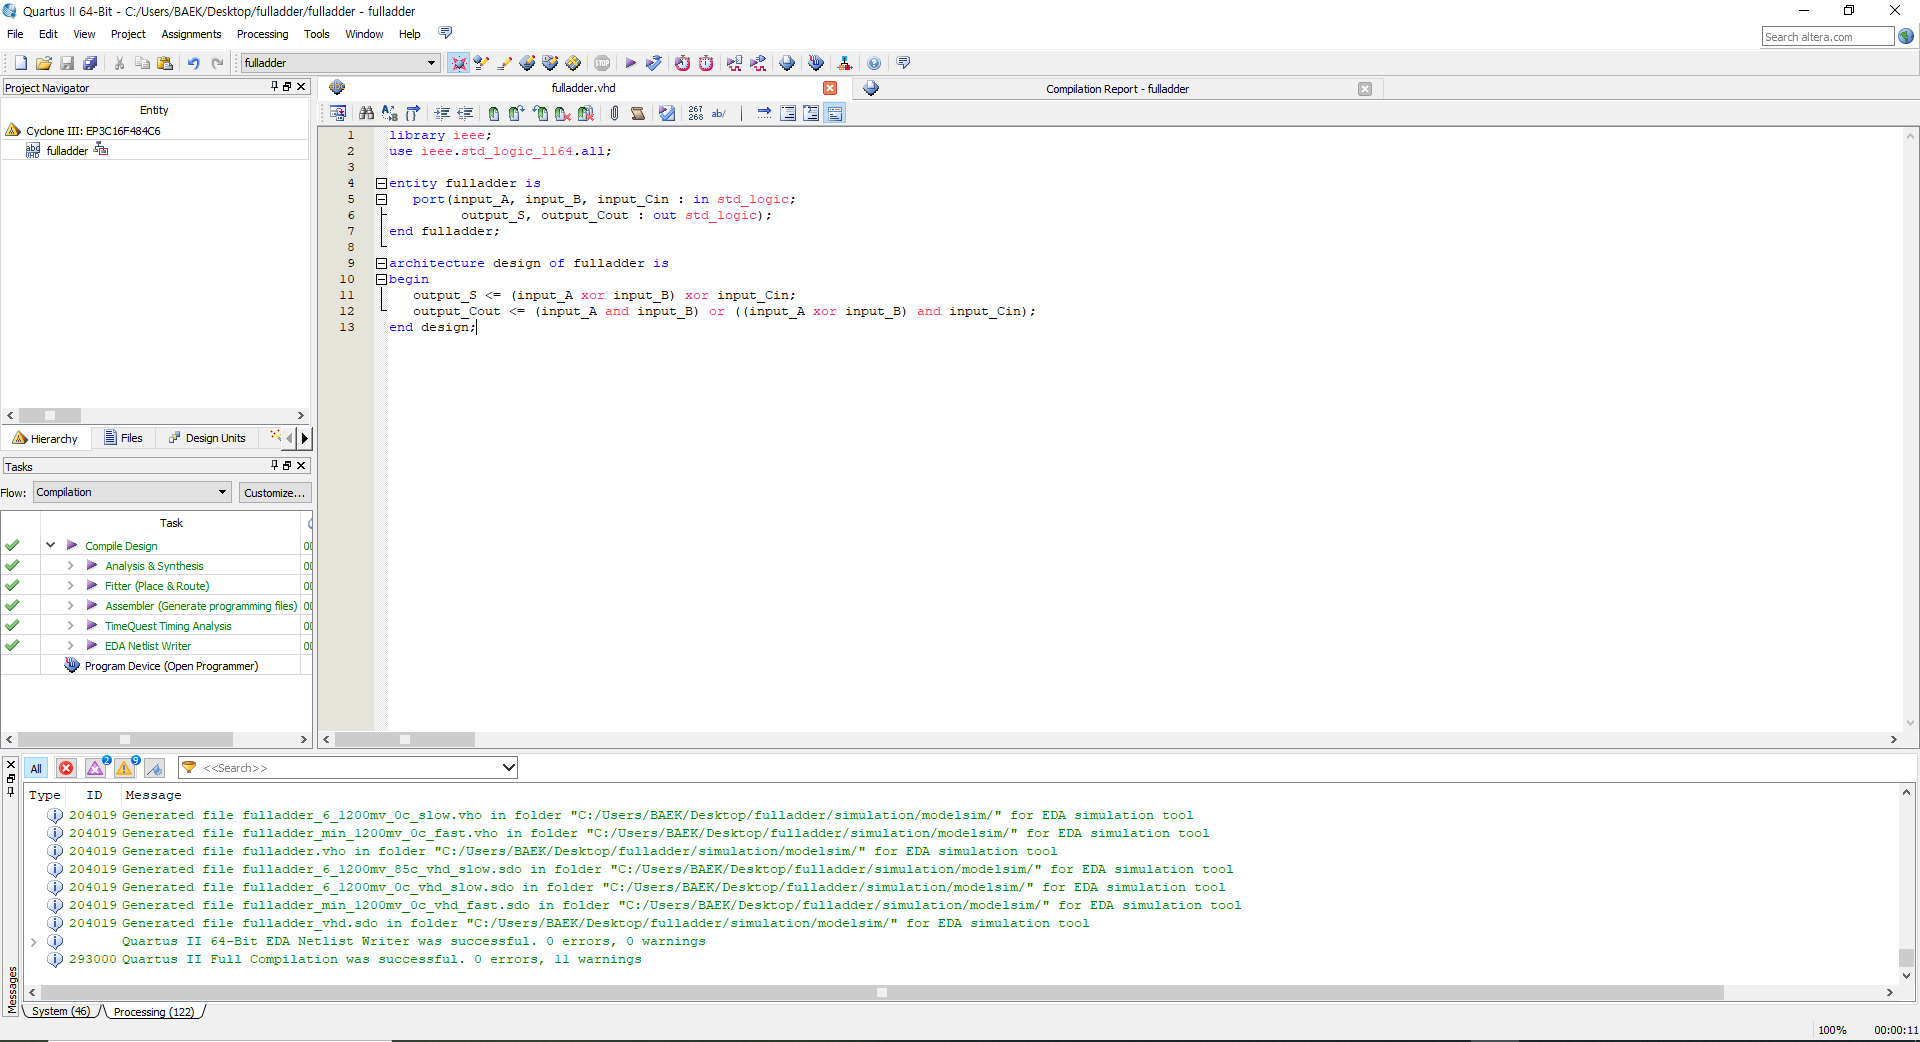 Quartus II 64-Bit - C:/Users/BAEK/Desktop/fulladder/fulladder - fulladder
File Edit View Project Assignments Processing Tools Window Help
Search altera.com
fulladder
Project Navigator
Entity
Cyclone III: EP3C16F484C6
fulladder
Hierarchy Files Design Units
Tasks
Flow: Compilation Customize...
Task
Compile Design 00
Analysis & Synthesis 00
Fitter (Place & Route) 00
Assembler (Generate programming files) 00
TimeQuest Timing Analysis 00
EDA Netlist Writer 00
Program Device (Open Programmer)
fulladder.vhd Compilation Report - fulladder
267
268 ab/
1 library ieee;
2 use ieee.std_logic_1164.all;
3
4 entity fulladder is
5 port(input_A, input_B, input_Cin : in std_logic;
6 output_S, output_Cout : out std_logic);
7 end fulladder;
8
9 architecture design of fulladder is
10 begin
11 output_S <= (input_A xor input_B) xor input_Cin;
12 output_Cout <= (input_A and input_B) or ((input_A xor input_B) and input_Cin);
13 end design;
All 2 9 <<Search>>
Type ID Message
204019 Generated file fulladder_6_1200mv_0c_slow.vho in folder "C:/Users/BAEK/Desktop/fulladder/simulation/modelsim/" for EDA simulation tool
204019 Generated file fulladder_min_1200mv_0c_fast.vho in folder "C:/Users/BAEK/Desktop/fulladder/simulation/modelsim/" for EDA simulation tool
204019 Generated file fulladder.vho in folder "C:/Users/BAEK/Desktop/fulladder/simulation/modelsim/" for EDA simulation tool
204019 Generated file fulladder_6_1200mv_85c_vhd_slow.sdo in folder "C:/Users/BAEK/Desktop/fulladder/simulation/modelsim/" for EDA simulation tool
204019 Generated file fulladder_6_1200mv_0c_vhd_slow.sdo in folder "C:/Users/BAEK/Desktop/fulladder/simulation/modelsim/" for EDA simulation tool
204019 Generated file fulladder_min_1200mv_0c_vhd_fast.sdo in folder "C:/Users/BAEK/Desktop/fulladder/simulation/modelsim/" for EDA simulation tool
204019 Generated file fulladder_vhd.sdo in folder "C:/Users/BAEK/Desktop/fulladder/simulation/modelsim/" for EDA simulation tool
Quartus II 64-Bit EDA Netlist Writer was successful. 0 errors, 0 warnings
293000 Quartus II Full Compilation was successful. 0 errors, 11 warnings
Messages
System (46) Processing (122)
100% 00:00:11